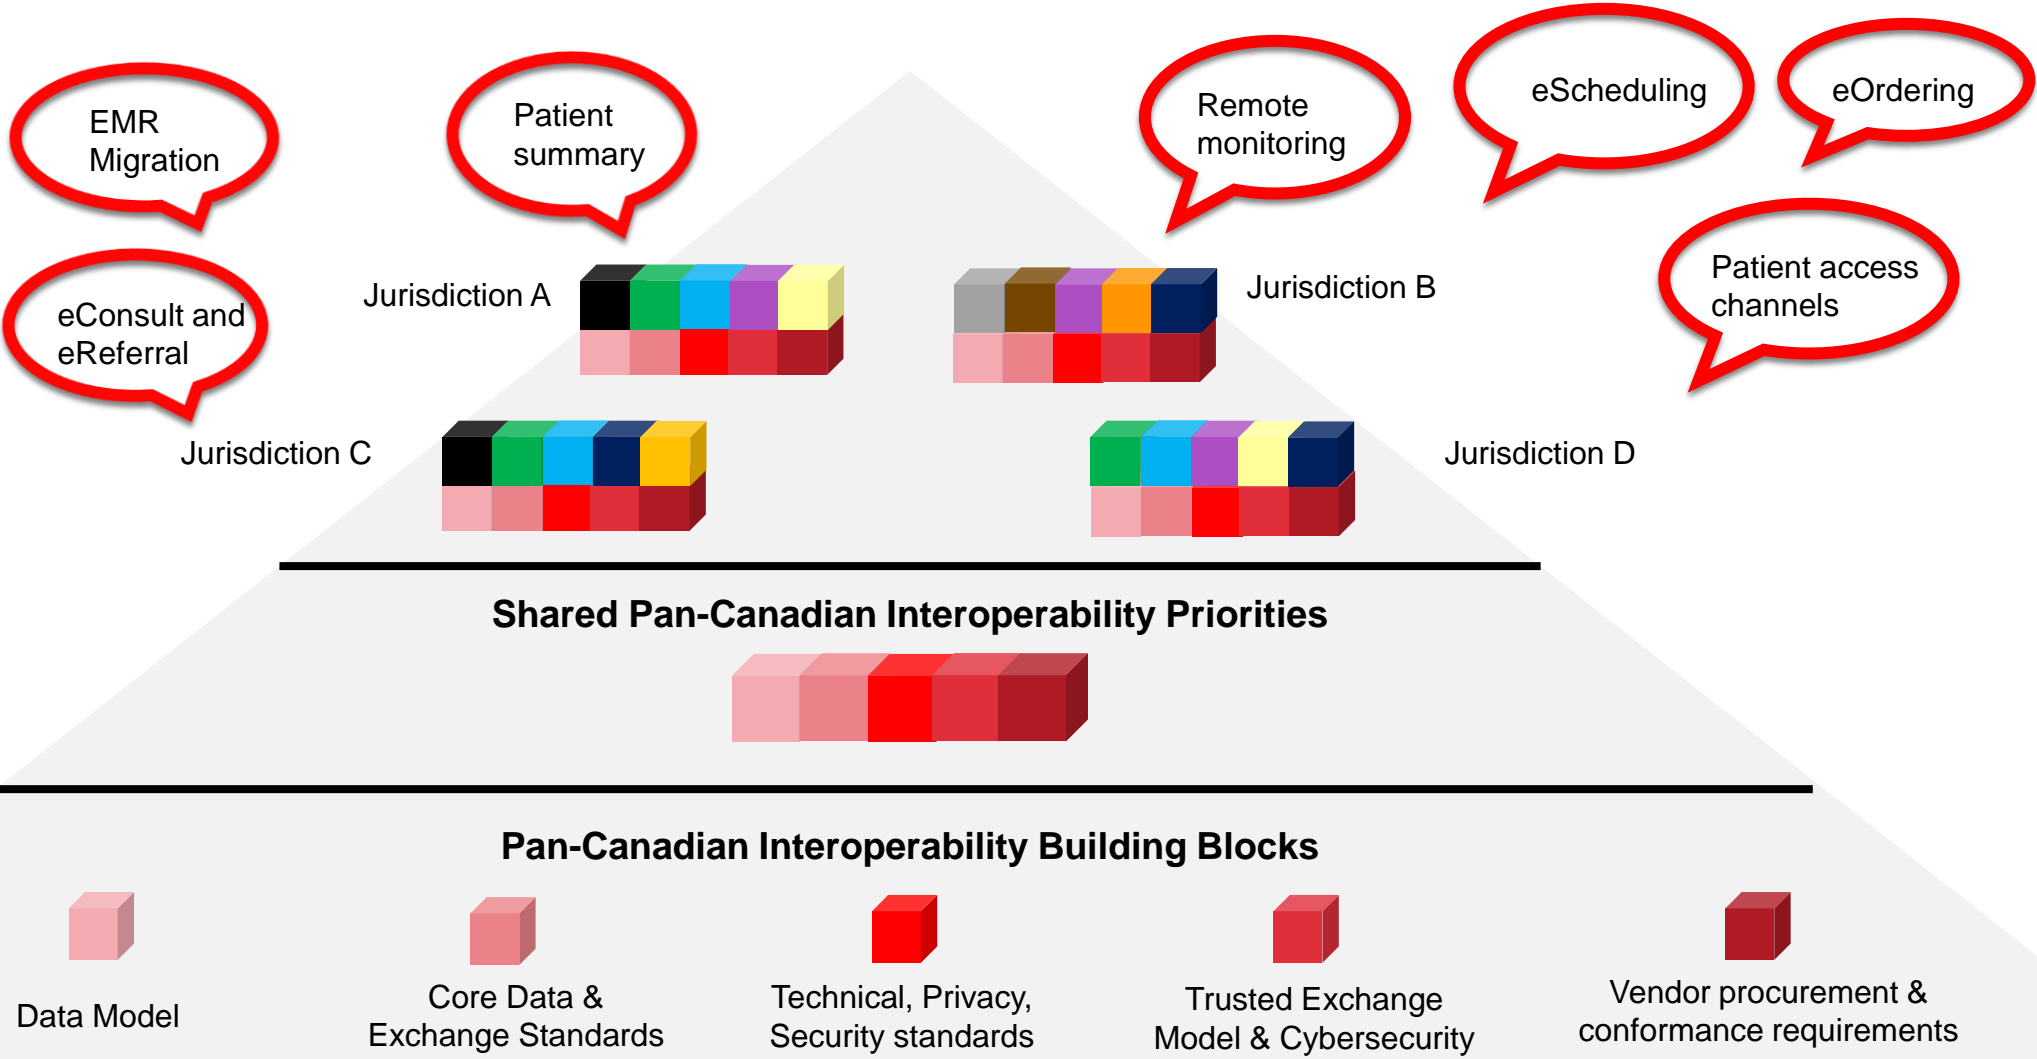 EMR
Migration
Patient
summary
Remote
monitoring
eScheduling
eOrdering
eConsult and
eReferral
Jurisdiction A
Jurisdiction B
Patient access
channels
Jurisdiction C
Jurisdiction D
Shared Pan-Canadian Interoperability Priorities
Pan-Canadian Interoperability Building Blocks
Data Model
Core Data &
Exchange Standards
Technical, Privacy,
Security standards
Trusted Exchange
Model & Cybersecurity
Vendor procurement &
conformance requirements